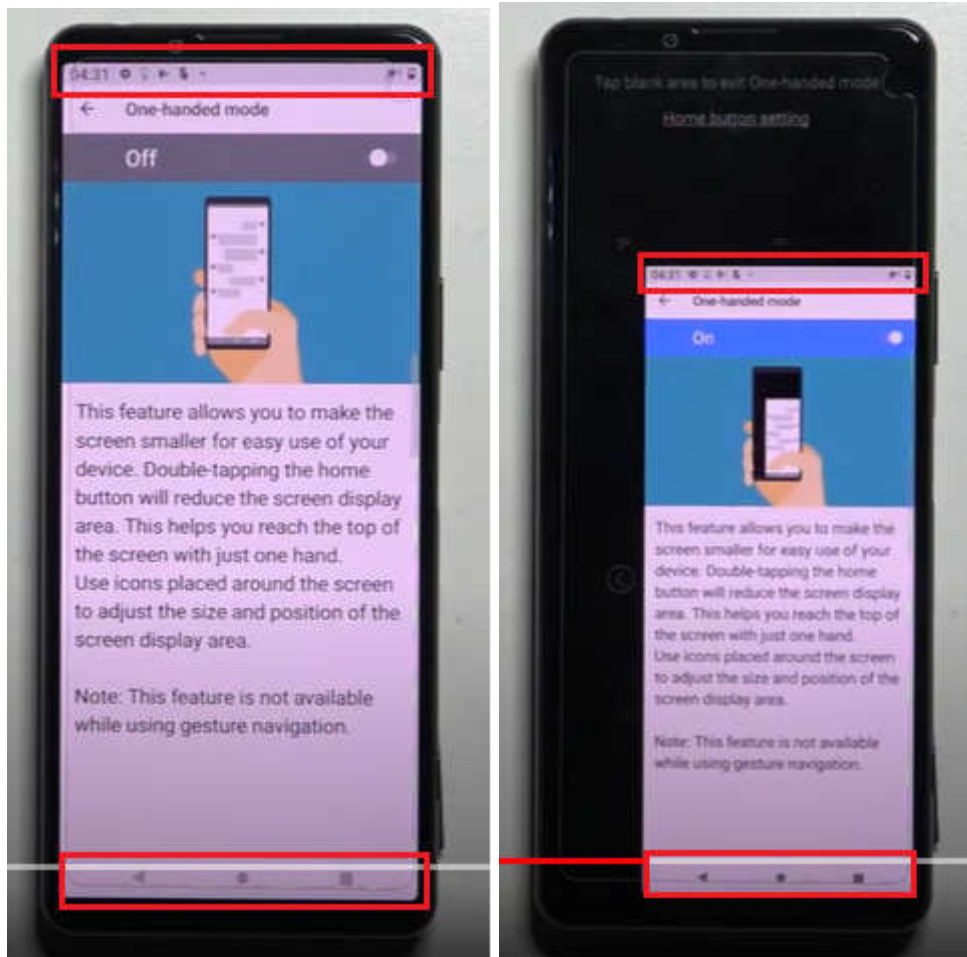 04:31
One-handed mode
Off
This feature allows you to make the
screen smaller for easy use of your
device. Double-tapping the home
button will reduce the screen display
area. This helps you reach the top of
the screen with just one hand.
Use icons placed around the screen
to adjust the size and position of the
screen display area.
Note: This feature is not available
while using gesture navigation.
Tap blank area to exit One-handed mode
Home button setting
04:31
One-handed mode
On
This feature allows you to make the
screen smaller for easy use of your
device. Double-tapping the home
button will reduce the screen display
area. This helps you reach the top of
the screen with just one hand.
Use icons placed around the screen
to adjust the size and position of the
screen display area.
Note: This feature is not available
while using gesture navigation.